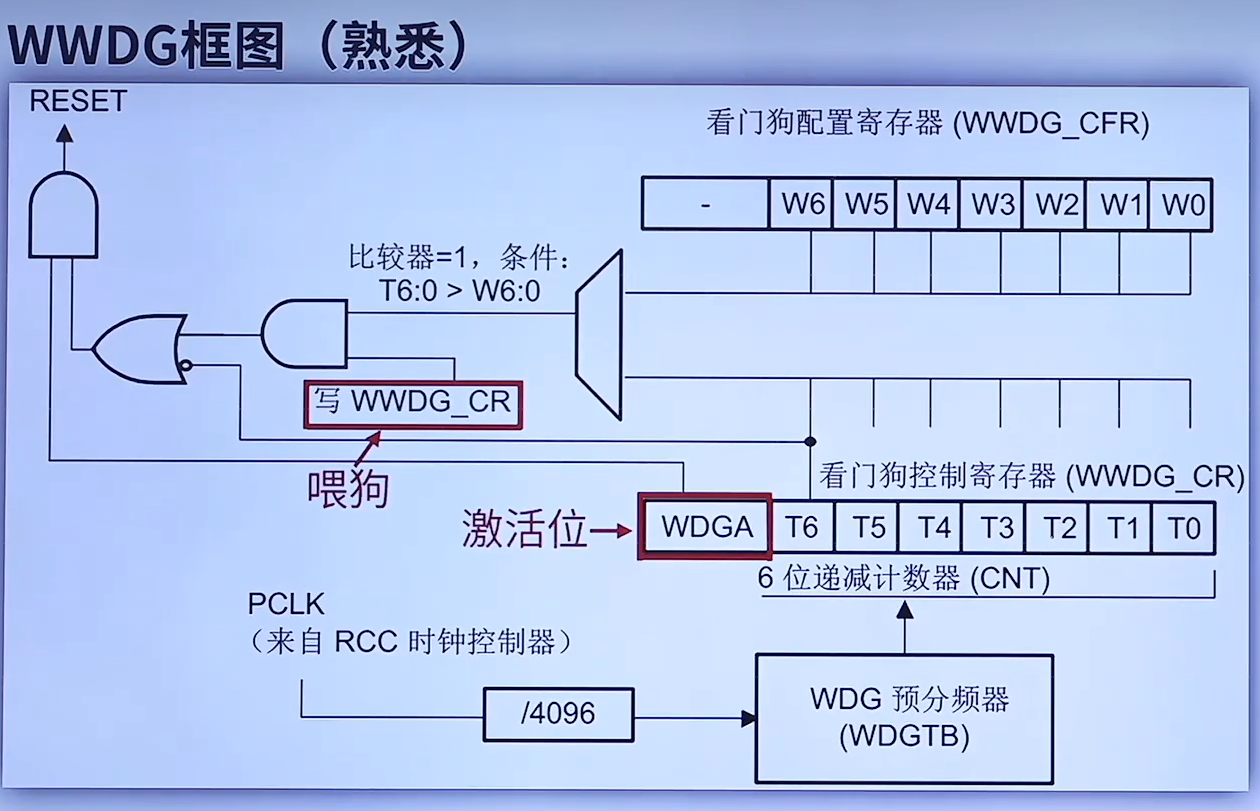 WWDG框图（熟悉）
RESET
看门狗配置寄存器 (WWDG_CFR)
- W6 W5 W4 W3 W2 W1 W0
比较器=1，条件：
T6:0 > W6:0
写 WWDG_CR
喂狗
看门狗控制寄存器 (WWDG_CR)
激活位
WDGA T6 T5 T4 T3 T2 T1 T0
6 位递减计数器 (CNT)
PCLK
（来自 RCC 时钟控制器）
/4096
WDG 预分频器
(WDGTB)